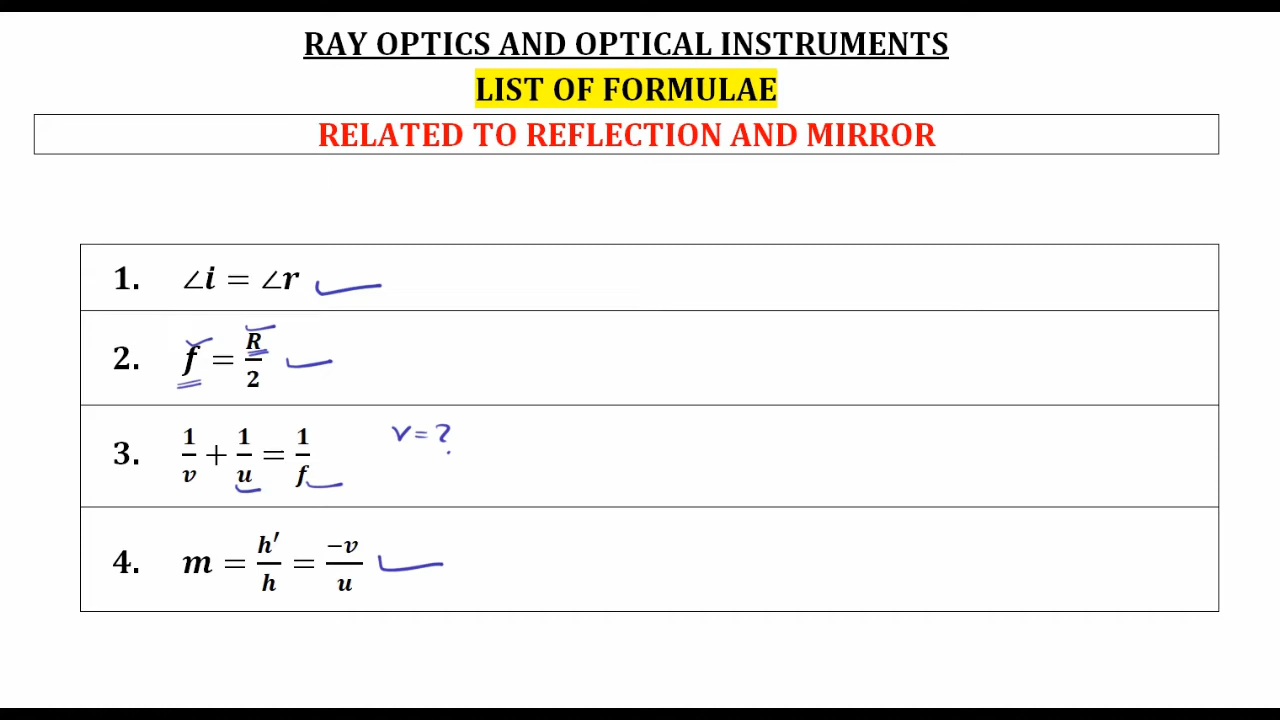 RAY OPTICS AND OPTICAL INSTRUMENTS
LIST OF FORMULAE
RELATED TO REFLECTION AND MIRROR
1. ∠i = ∠r
2. f = R/2
3. 1/v + 1/u = 1/f v = ?
4. m = h′/h = −v/u